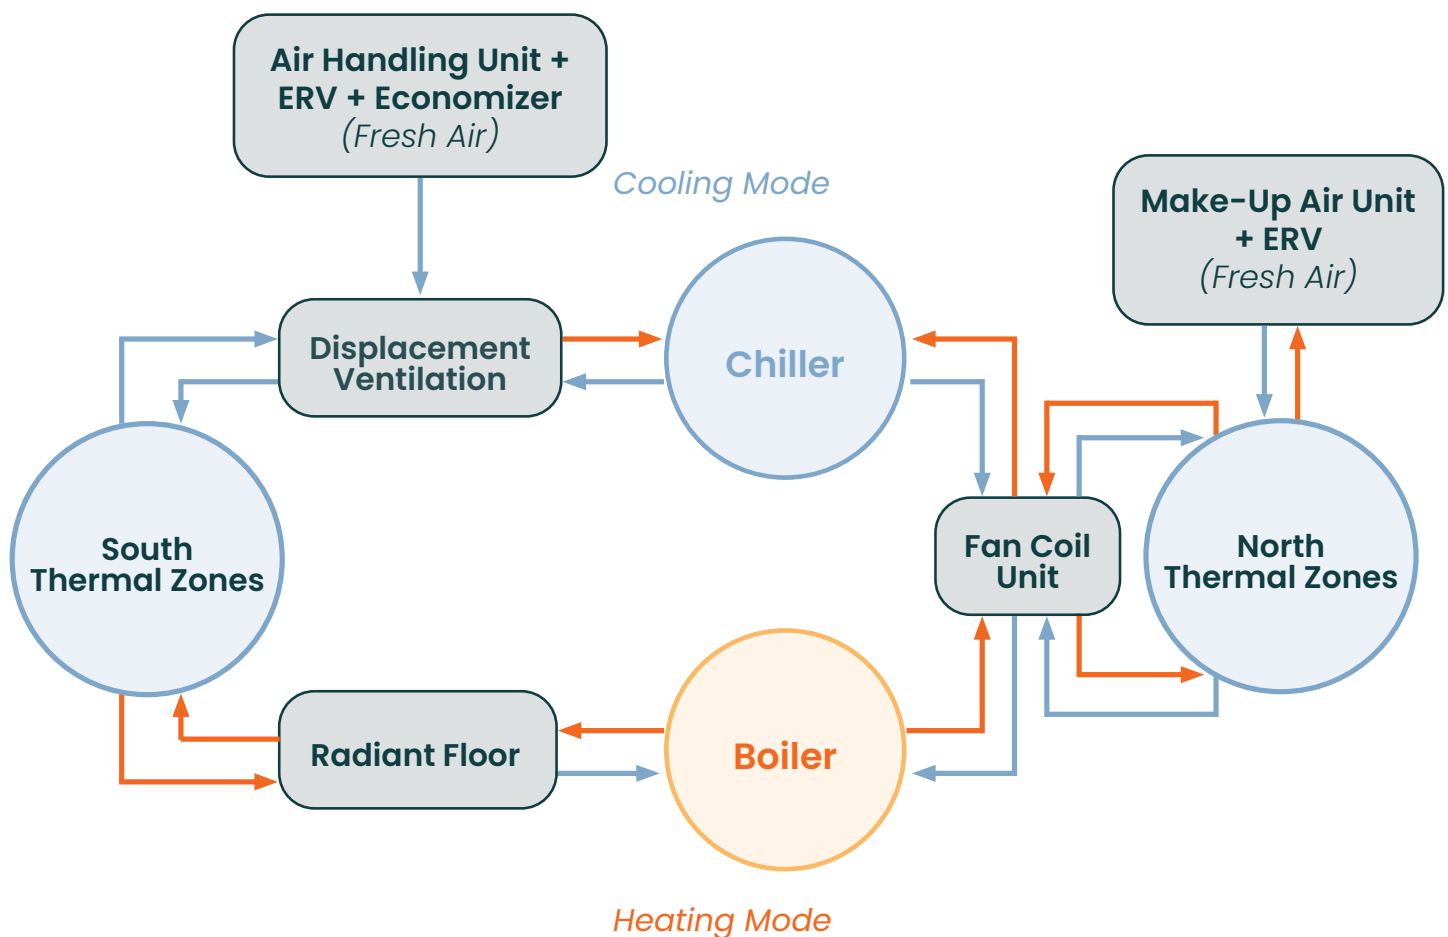 Air Handling Unit +
ERV + Economizer
(Fresh Air)
Cooling Mode
Make-Up Air Unit
+ ERV
(Fresh Air)
Displacement
Ventilation
Chiller
South
Thermal Zones
Fan Coil
Unit
North
Thermal Zones
Radiant Floor
Boiler
Heating Mode